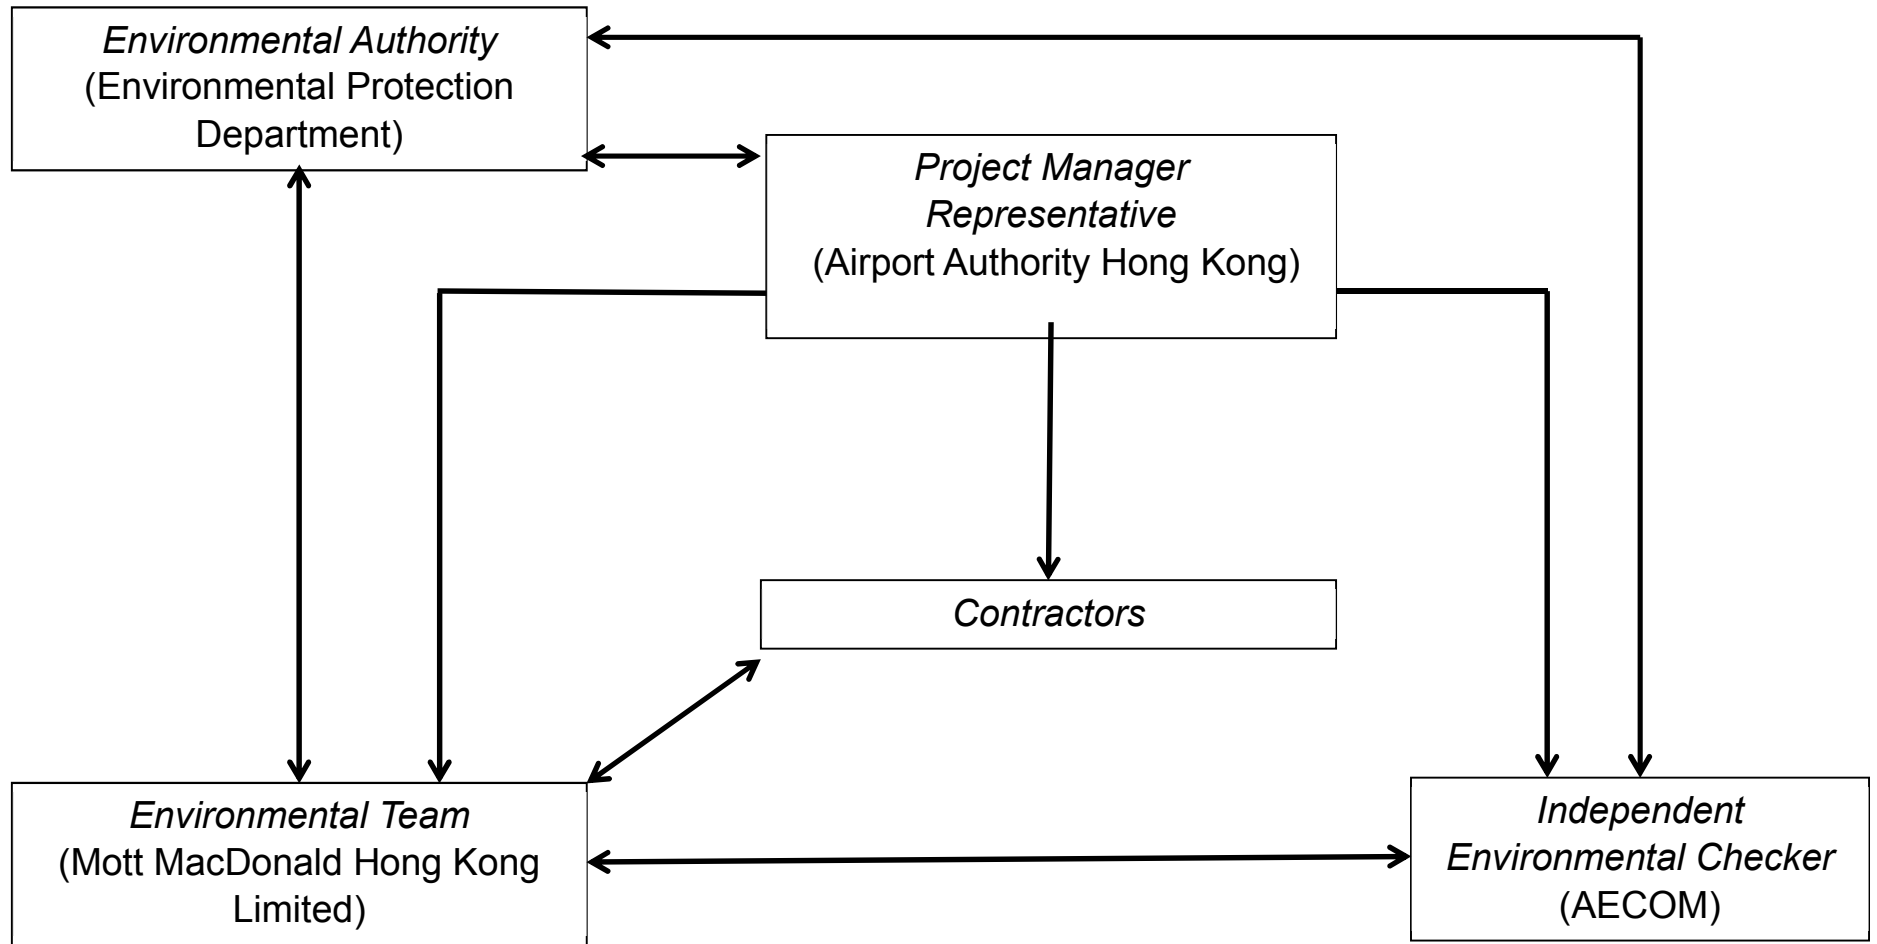 Environmental Authority
(Environmental Protection
Department)
Project Manager
Representative
(Airport Authority Hong Kong)
Contractors
Environmental Team
(Mott MacDonald Hong Kong
Limited)
Independent
Environmental Checker
(AECOM)